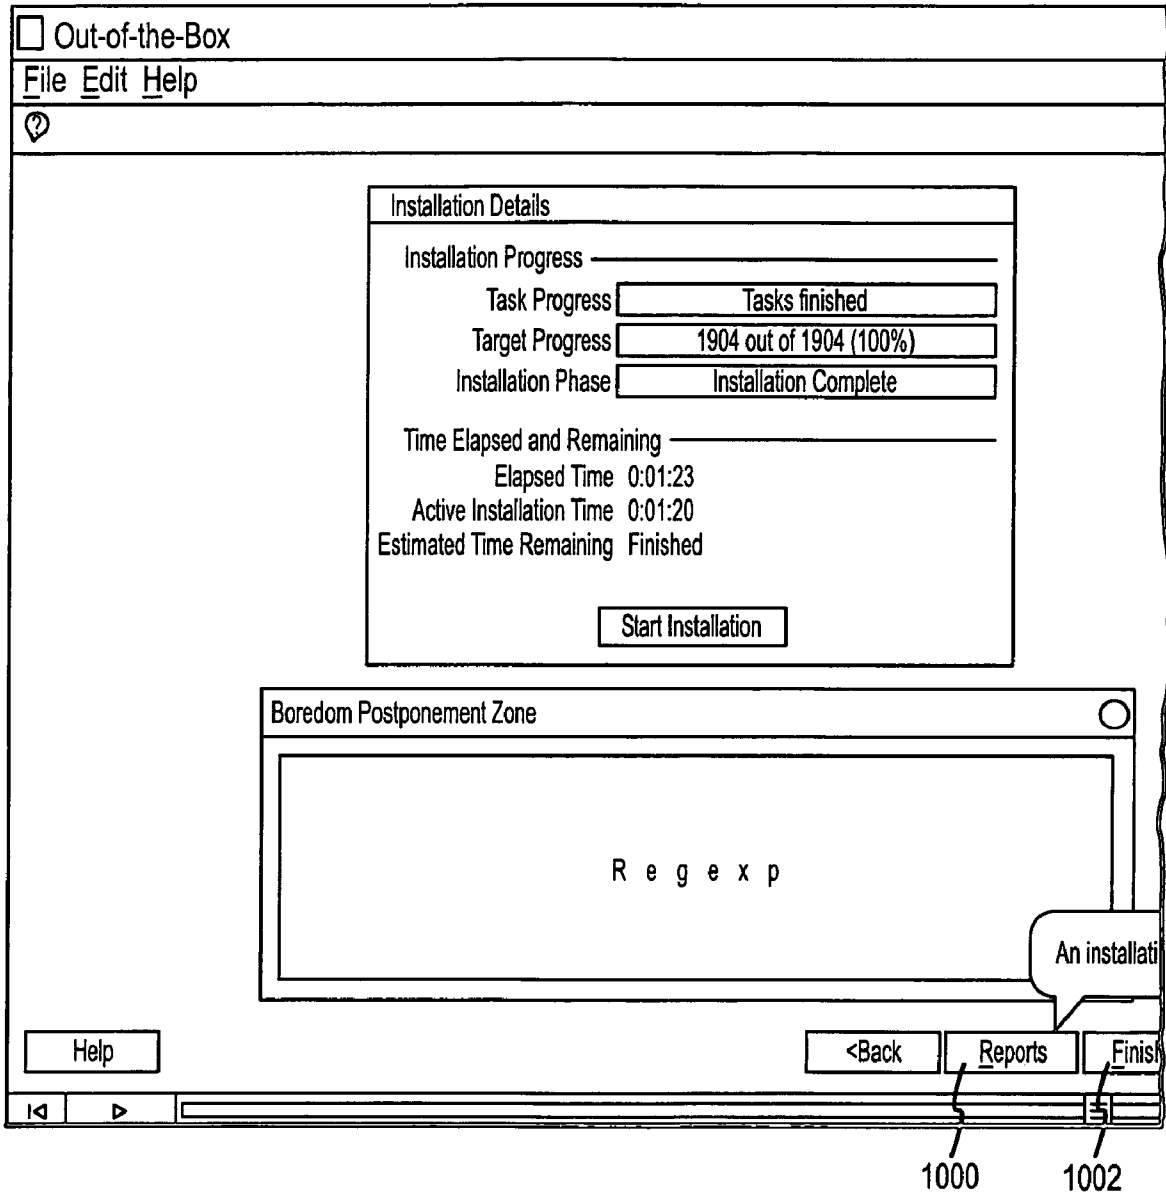 Out-of-the-Box
File Edit Help
?
Installation Details
Installation Progress
Task Progress Tasks finished
Target Progress 1904 out of 1904 (100%)
Installation Phase Installation Complete
Time Elapsed and Remaining
Elapsed Time 0:01:23
Active Installation Time 0:01:20
Estimated Time Remaining Finished
Start Installation
Boredom Postponement Zone
R e g e x p
An installati
Help <Back Reports Finish
1000 1002